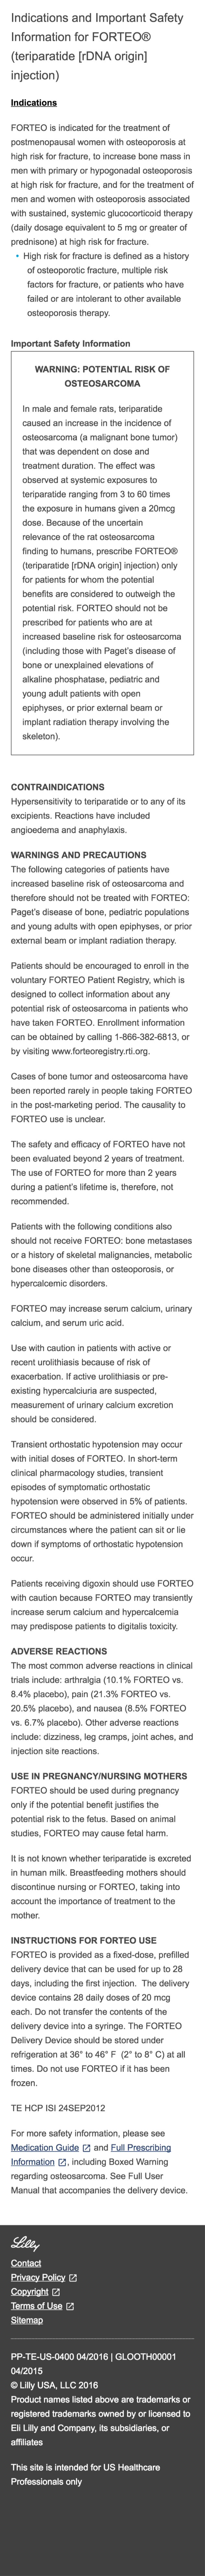 Indications and Important Safety
Information for FORTEO®
(teriparatide [rDNA origin]
injection)
Indications
FORTEO is indicated for the treatment of
postmenopausal women with osteoporosis at
high risk for fracture, to increase bone mass in
men with primary or hypogonadal osteoporosis
at high risk for fracture, and for the treatment of
men and women with osteoporosis associated
with sustained, systemic glucocorticoid therapy
(daily dosage equivalent to 5 mg or greater of
prednisone) at high risk for fracture.
• High risk for fracture is defined as a history
of osteoporotic fracture, multiple risk
factors for fracture, or patients who have
failed or are intolerant to other available
osteoporosis therapy.
Important Safety Information
WARNING: POTENTIAL RISK OF
OSTEOSARCOMA
In male and female rats, teriparatide
caused an increase in the incidence of
osteosarcoma (a malignant bone tumor)
that was dependent on dose and
treatment duration. The effect was
observed at systemic exposures to
teriparatide ranging from 3 to 60 times
the exposure in humans given a 20mcg
dose. Because of the uncertain
relevance of the rat osteosarcoma
finding to humans, prescribe FORTEO®
(teriparatide [rDNA origin] injection) only
for patients for whom the potential
benefits are considered to outweigh the
potential risk. FORTEO should not be
prescribed for patients who are at
increased baseline risk for osteosarcoma
(including those with Paget's disease of
bone or unexplained elevations of
alkaline phosphatase, pediatric and
young adult patients with open
epiphyses, or prior external beam or
implant radiation therapy involving the
skeleton).
CONTRAINDICATIONS
Hypersensitivity to teriparatide or to any of its
excipients. Reactions have included
angioedema and anaphylaxis.
WARNINGS AND PRECAUTIONS
The following categories of patients have
increased baseline risk of osteosarcoma and
therefore should not be treated with FORTEO:
Paget's disease of bone, pediatric populations
and young adults with open epiphyses, or prior
external beam or implant radiation therapy.
Patients should be encouraged to enroll in the
voluntary FORTEO Patient Registry, which is
designed to collect information about any
potential risk of osteosarcoma in patients who
have taken FORTEO. Enrollment information
can be obtained by calling 1-866-382-6813, or
by visiting www.forteoregistry.rti.org.
Cases of bone tumor and osteosarcoma have
been reported rarely in people taking FORTEO
in the post-marketing period. The causality to
FORTEO use is unclear.
The safety and efficacy of FORTEO have not
been evaluated beyond 2 years of treatment.
The use of FORTEO for more than 2 years
during a patient's lifetime is, therefore, not
recommended.
Patients with the following conditions also
should not receive FORTEO: bone metastases
or a history of skeletal malignancies, metabolic
bone diseases other than osteoporosis, or
hypercalcemic disorders.
FORTEO may increase serum calcium, urinary
calcium, and serum uric acid.
Use with caution in patients with active or
recent urolithiasis because of risk of
exacerbation. If active urolithiasis or pre-
existing hypercalciuria are suspected,
measurement of urinary calcium excretion
should be considered.
Transient orthostatic hypotension may occur
with initial doses of FORTEO. In short-term
clinical pharmacology studies, transient
episodes of symptomatic orthostatic
hypotension were observed in 5% of patients.
FORTEO should be administered initially under
circumstances where the patient can sit or lie
down if symptoms of orthostatic hypotension
occur.
Patients receiving digoxin should use FORTEO
with caution because FORTEO may transiently
increase serum calcium and hypercalcemia
may predispose patients to digitalis toxicity.
ADVERSE REACTIONS
The most common adverse reactions in clinical
trials include: arthralgia (10.1% FORTEO vs.
8.4% placebo), pain (21.3% FORTEO vs.
20.5% placebo), and nausea (8.5% FORTEO
vs. 6.7% placebo). Other adverse reactions
include: dizziness, leg cramps, joint aches, and
injection site reactions.
USE IN PREGNANCY/NURSING MOTHERS
FORTEO should be used during pregnancy
only if the potential benefit justifies the
potential risk to the fetus. Based on animal
studies, FORTEO may cause fetal harm.
It is not known whether teriparatide is excreted
in human milk. Breastfeeding mothers should
discontinue nursing or FORTEO, taking into
account the importance of treatment to the
mother.
INSTRUCTIONS FOR FORTEO USE
FORTEO is provided as a fixed-dose, prefilled
delivery device that can be used for up to 28
days, including the first injection. The delivery
device contains 28 daily doses of 20 mcg
each. Do not transfer the contents of the
delivery device into a syringe. The FORTEO
Delivery Device should be stored under
refrigeration at 36° to 46° F (2° to 8° C) at all
times. Do not use FORTEO if it has been
frozen.
TE HCP ISI 24SEP2012
For more safety information, please see
Medication Guide and Full Prescribing
Information, including Boxed Warning
regarding osteosarcoma. See Full User
Manual that accompanies the delivery device.
Lilly
Contact
Privacy Policy
Copyright
Terms of Use
Sitemap
PP-TE-US-0400 04/2016 | GLOOTH00001
04/2015
© Lilly USA, LLC 2016
Product names listed above are trademarks or
registered trademarks owned by or licensed to
Eli Lilly and Company, its subsidiaries, or
affiliates
This site is intended for US Healthcare
Professionals only